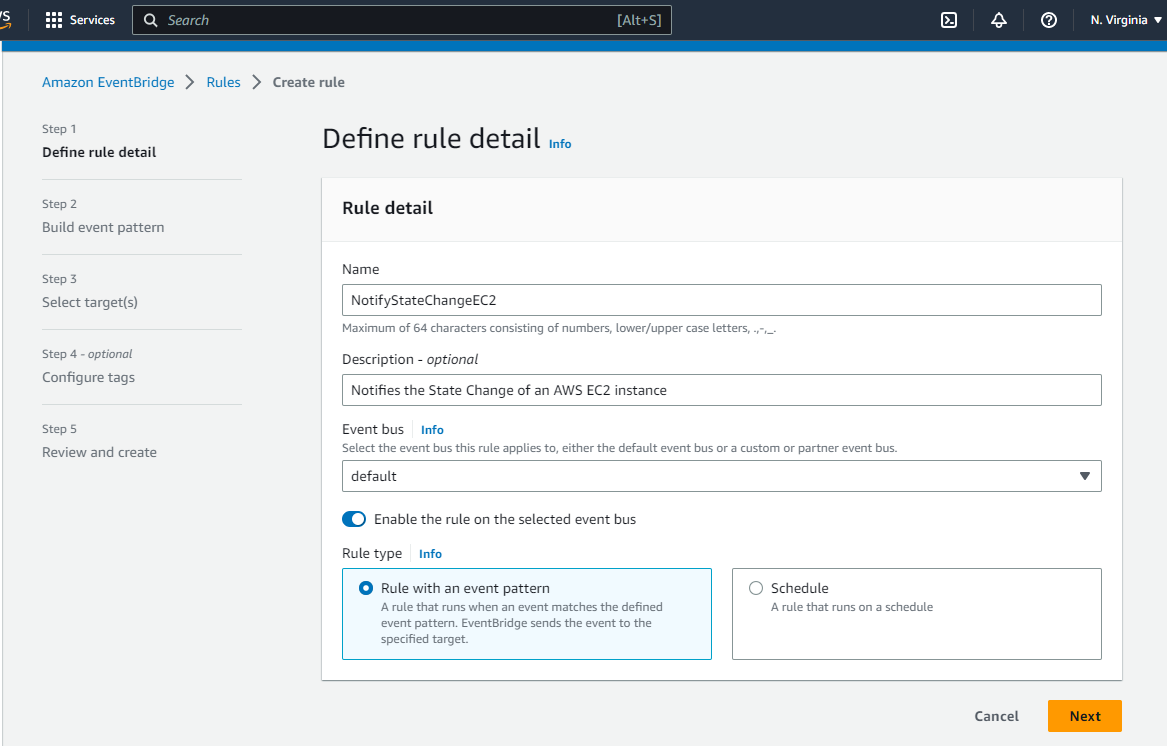 Services
Search [Alt+S]
N. Virginia
Amazon EventBridge > Rules > Create rule
Step 1
Define rule detail
Step 2
Build event pattern
Step 3
Select target(s)
Step 4 - optional
Configure tags
Step 5
Review and create
Define rule detail Info
Rule detail
Name
NotifyStateChangeEC2
Maximum of 64 characters consisting of numbers, lower/upper case letters, .,-,_.
Description - optional
Notifies the State Change of an AWS EC2 instance
Event bus Info
Select the event bus this rule applies to, either the default event bus or a custom or partner event bus.
default
Enable the rule on the selected event bus
Rule type Info
Rule with an event pattern
A rule that runs when an event matches the defined
event pattern. EventBridge sends the event to the
specified target.
Schedule
A rule that runs on a schedule
Cancel
Next